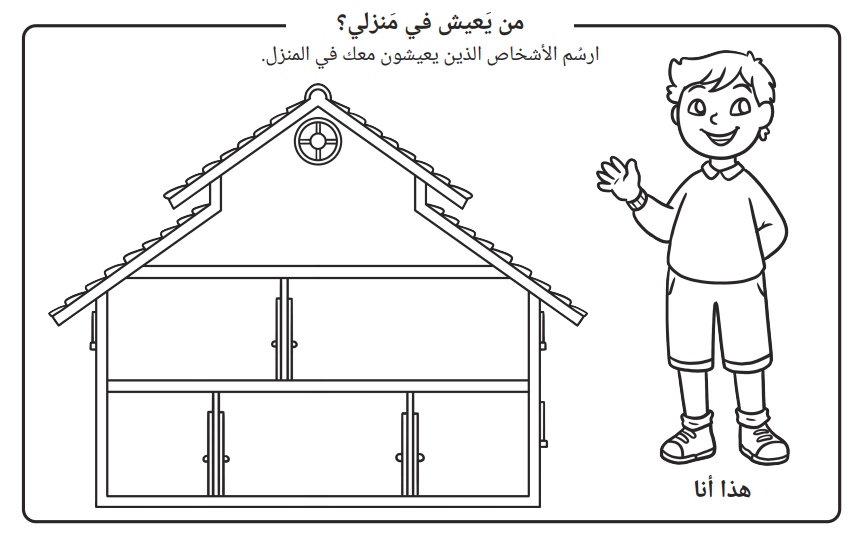 من يَعيش في مَنزلي؟
ارسُم الأشخاص الذين يعيشون معك في المنزل.
هذا أنا